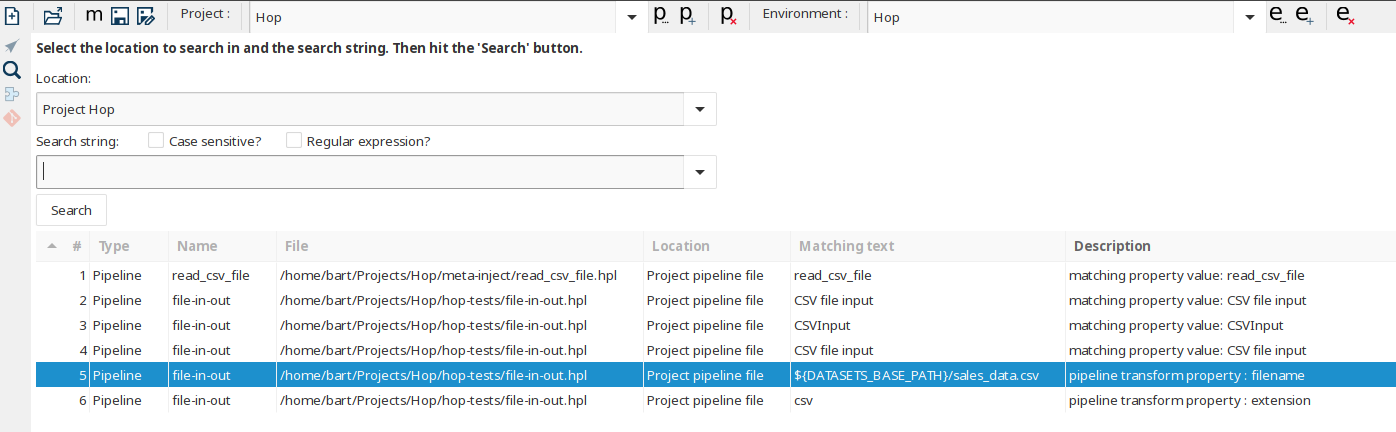 m Project : Hop p... p+ px Environment : Hop e... e+ ex
Select the location to search in and the search string. Then hit the 'Search' button.
Location:
Project Hop
Search string: Case sensitive? Regular expression?
Search
# Type Name File Location Matching text Description
1 Pipeline read_csv_file /home/bart/Projects/Hop/meta-inject/read_csv_file.hpl Project pipeline file read_csv_file matching property value: read_csv_file
2 Pipeline file-in-out /home/bart/Projects/Hop/hop-tests/file-in-out.hpl Project pipeline file CSV file input matching property value: CSV file input
3 Pipeline file-in-out /home/bart/Projects/Hop/hop-tests/file-in-out.hpl Project pipeline file CSVInput matching property value: CSVInput
4 Pipeline file-in-out /home/bart/Projects/Hop/hop-tests/file-in-out.hpl Project pipeline file CSV file input matching property value: CSV file input
5 Pipeline file-in-out /home/bart/Projects/Hop/hop-tests/file-in-out.hpl Project pipeline file ${DATASETS_BASE_PATH}/sales_data.csv pipeline transform property : filename
6 Pipeline file-in-out /home/bart/Projects/Hop/hop-tests/file-in-out.hpl Project pipeline file csv pipeline transform property : extension